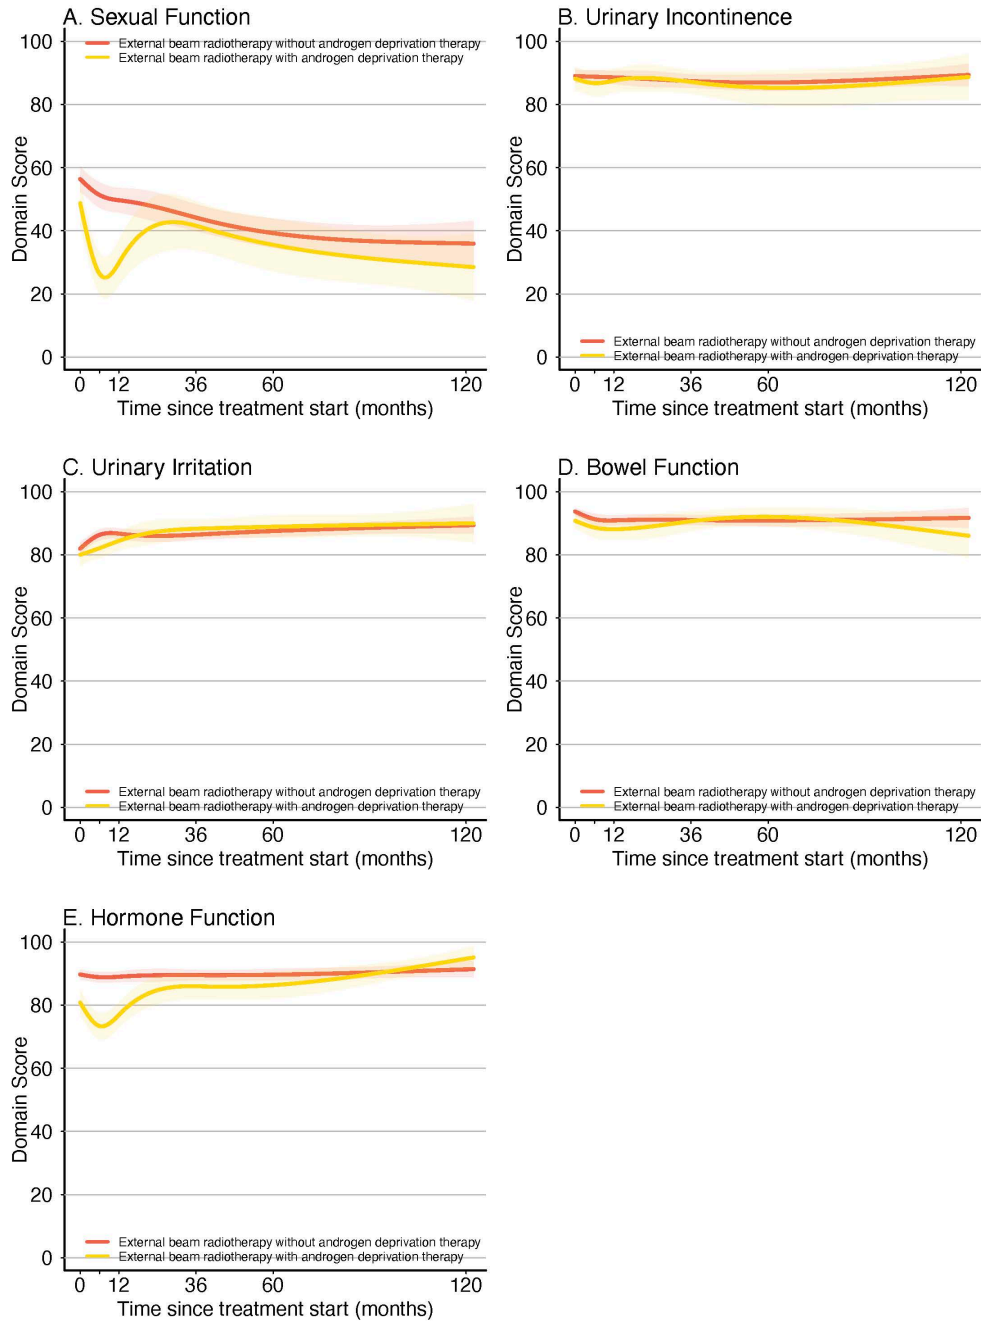 A. Sexual Function
100
80
60
40
20
0
Domain Score
External beam radiotherapy without androgen deprivation therapy
External beam radiotherapy with androgen deprivation therapy
0 12 36 60 120
Time since treatment start (months)
B. Urinary Incontinence
100
80
60
40
20
0
Domain Score
External beam radiotherapy without androgen deprivation therapy
External beam radiotherapy with androgen deprivation therapy
0 12 36 60 120
Time since treatment start (months)
C. Urinary Irritation
100
80
60
40
20
0
Domain Score
External beam radiotherapy without androgen deprivation therapy
External beam radiotherapy with androgen deprivation therapy
0 12 36 60 120
Time since treatment start (months)
D. Bowel Function
100
80
60
40
20
0
Domain Score
External beam radiotherapy without androgen deprivation therapy
External beam radiotherapy with androgen deprivation therapy
0 12 36 60 120
Time since treatment start (months)
E. Hormone Function
100
80
60
40
20
0
Domain Score
External beam radiotherapy without androgen deprivation therapy
External beam radiotherapy with androgen deprivation therapy
0 12 36 60 120
Time since treatment start (months)